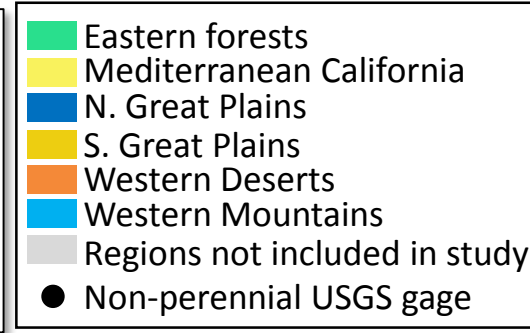 Eastern forests
Mediterranean California
N. Great Plains
S. Great Plains
Western Deserts
Western Mountains
Regions not included in study
Non-perennial USGS gage